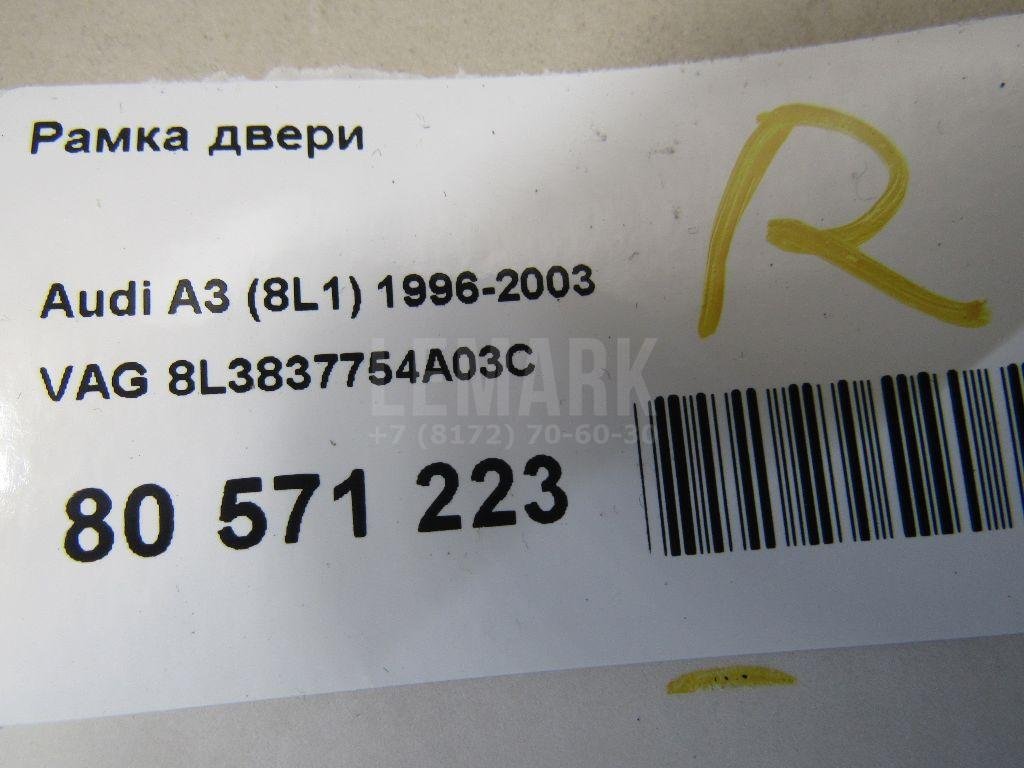 Рамка двери
R
Audi A3 (8L1) 1996-2003
VAG 8L3837754A03C
LEMARK
+7 (8172) 70-60-30
80 571 223